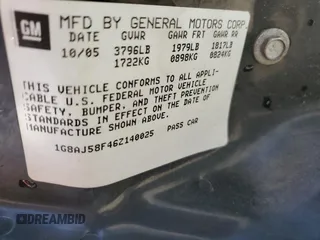 GM
MFD BY GENERAL MOTORS CORP
DATE GVWR GAWR FRT GAWR RR
10/05 3796LB 1979LB 1817LB
1722KG 0898KG 0824KG
THIS VEHICLE CONFORMS TO ALL APPLI-
CABLE U.S. FEDERAL MOTOR VEHICLE
SAFETY, BUMPER, AND THEFT PREVENTION
STANDARDS IN EFFECT ON THE DATE OF
MANUFACTURE SHOWN ABOVE.
1G8AJ58F46Z140025 PASS CAR
DREAMBID